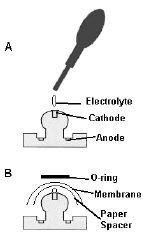 A
Electrolyte
Cathode
Anode
B
O-ring
Membrane
Paper
Spacer